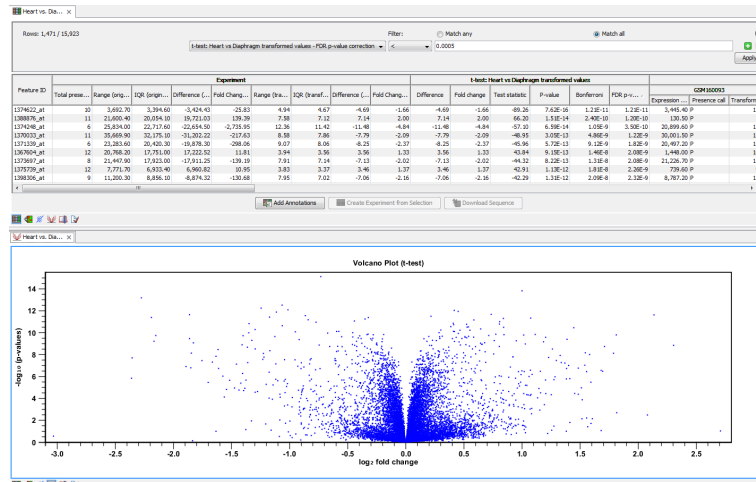 Heart vs. Dia... ×
Rows: 1,471 / 15,923
Filter:
Match any
Match all
t-test: Heart vs Diaphragm transformed values - FDR p-value correction
<
0.0005
Apply
Experiment
t-test: Heart vs Diaphragm transformed values
GSM160093
Feature ID Total prese... Range (orig... IQR (origin... Difference (... Fold Chang... Range (tra... IQR (transf... Difference (... Fold Chang... Difference Fold change Test statistic P-value Bonferroni FDR p-v... Expression ... Presence call Transform
1374622_at 10 3,692.70 3,394.60 -3,424.43 -25.83 4.94 4.67 -4.69 -1.66 -4.69 -1.66 -89.26 7.62E-16 1.21E-11 1.21E-11 3,445.40 P
1388876_at 11 21,600.40 20,054.10 19,721.03 139.39 7.58 7.12 7.14 2.00 7.14 2.00 66.20 1.51E-14 2.40E-10 1.20E-10 130.50 P
1374248_at 6 25,834.00 22,717.60 -22,654.50 -2,735.95 12.36 11.42 -11.48 -4.84 -11.48 -4.84 -57.10 6.59E-14 1.05E-9 3.50E-10 20,899.60 P
1370033_at 11 35,669.90 32,175.10 -31,202.22 -217.63 8.58 7.86 -7.79 -2.09 -7.79 -2.09 -48.95 3.05E-13 4.86E-9 1.22E-9 30,001.50 P
1371339_at 6 23,283.60 20,423.30 -19,878.30 -298.06 9.07 8.06 -8.25 -2.37 -8.25 -2.37 -45.96 5.72E-13 9.12E-9 1.82E-9 20,497.20 P
1367604_at 12 20,768.20 17,751.00 17,222.52 11.81 3.94 3.56 3.56 1.33 3.56 1.33 43.84 9.15E-13 1.46E-8 2.09E-9 1,448.00 P
1373697_at 8 21,447.90 17,923.00 -17,911.25 -139.19 7.91 7.14 -7.13 -2.02 -7.13 -2.02 -44.32 8.22E-13 1.31E-8 2.08E-9 21,226.70 P
1375739_at 12 7,771.70 6,933.40 6,960.82 10.95 3.83 3.37 3.46 1.37 3.46 1.37 42.91 1.13E-12 1.81E-8 2.26E-9 739.60 P
1398306_at 9 11,200.30 8,856.10 -8,874.32 -130.68 7.95 7.02 -7.06 -2.16 -7.06 -2.16 -42.29 1.31E-12 2.09E-8 2.32E-9 8,787.20 P
Add Annotations
Create Experiment from Selection
Download Sequence
Heart vs. Dia... ×
Volcano Plot (t-test)
-log₁₀ (p-values)
14
12
10
8
6
4
2
0
-3.0 -2.5 -2.0 -1.5 -1.0 -0.5 0.0 0.5 1.0 1.5 2.0 2.5
log₂ fold change